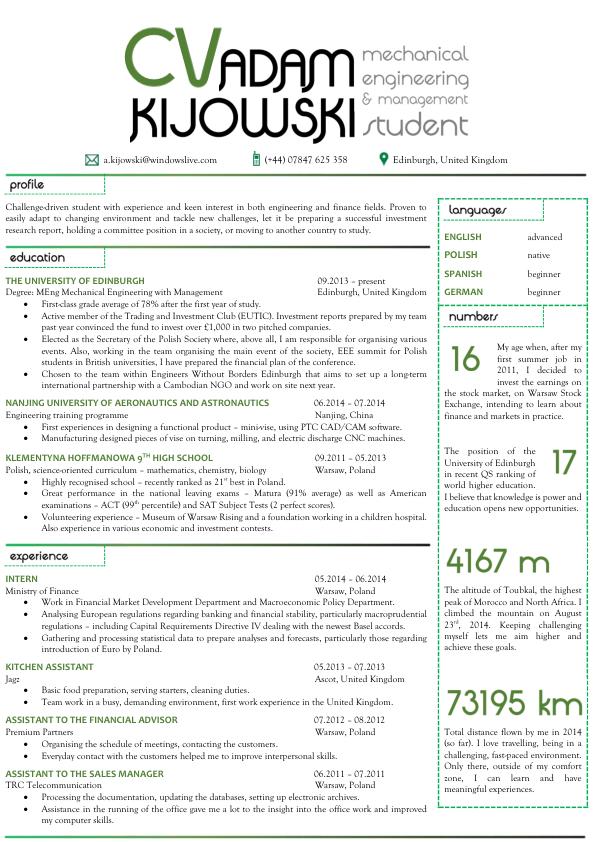 CV ADAM KIJOWSKI
mechanical
engineering
& management
student
a.kijowski@windowslive.com (+44) 07847 625 358 Edinburgh, United Kingdom
profile
Challenge-driven student with experience and keen interest in both engineering and finance fields. Proven to
easily adapt to changing environment and tackle new challenges, let it be preparing a successful investment
research report, holding a committee position in a society, or moving to another country to study.
education
THE UNIVERSITY OF EDINBURGH 09.2013 – present
Degree: MEng Mechanical Engineering with Management Edinburgh, United Kingdom
• First-class grade average of 78% after the first year of study.
• Active member of the Trading and Investment Club (EUTIC). Investment reports prepared by my team
past year convinced the fund to invest over £1,000 in two pitched companies.
• Elected as the Secretary of the Polish Society where, above all, I am responsible for organising various
events. Also, working in the team organising the main event of the society, EEE summit for Polish
students in British universities, I have prepared the financial plan of the conference.
• Chosen to the team within Engineers Without Borders Edinburgh that aims to set up a long-term
international partnership with a Cambodian NGO and work on site next year.
NANJING UNIVERSITY OF AERONAUTICS AND ASTRONAUTICS 06.2014 – 07.2014
Engineering training programme Nanjing, China
• First experiences in designing a functional product – mini-vise, using PTC CAD/CAM software.
• Manufacturing designed pieces of vise on turning, milling, and electric discharge CNC machines.
KLEMENTYNA HOFFMANOWA 9TH HIGH SCHOOL 09.2011 – 05.2013
Polish, science-oriented curriculum – mathematics, chemistry, biology Warsaw, Poland
• Highly recognised school – recently ranked as 21st best in Poland.
• Great performance in the national leaving exams – Matura (91% average) as well as American
examinations – ACT (99th percentile) and SAT Subject Tests (2 perfect scores).
• Volunteering experience – Museum of Warsaw Rising and a foundation working in a children hospital.
Also experience in various economic and investment contests.
experience
INTERN 05.2014 – 06.2014
Ministry of Finance Warsaw, Poland
• Work in Financial Market Development Department and Macroeconomic Policy Department.
• Analysing European regulations regarding banking and financial stability, particularly macroprudential
regulations – including Capital Requirements Directive IV dealing with the newest Basel accords.
• Gathering and processing statistical data to prepare analyses and forecasts, particularly those regarding
introduction of Euro by Poland.
KITCHEN ASSISTANT 05.2013 – 07.2013
Jagz Ascot, United Kingdom
• Basic food preparation, serving starters, cleaning duties.
• Team work in a busy, demanding environment, first work experience in the United Kingdom.
ASSISTANT TO THE FINANCIAL ADVISOR 07.2012 – 08.2012
Premium Partners Warsaw, Poland
• Organising the schedule of meetings, contacting the customers.
• Everyday contact with the customers helped me to improve interpersonal skills.
ASSISTANT TO THE SALES MANAGER 06.2011 – 07.2011
TRC Telecommunication Warsaw, Poland
• Processing the documentation, updating the databases, setting up electronic archives.
• Assistance in the running of the office gave me a lot to the insight into the office work and improved
my computer skills.
languages
ENGLISH advanced
POLISH native
SPANISH beginner
GERMAN beginner
numbers
16
My age when, after my
first summer job in
2011, I decided to
invest the earnings on
the stock market, on Warsaw Stock
Exchange, intending to learn about
finance and markets in practice.
17
The position of the
University of Edinburgh
in recent QS ranking of
world higher education.
I believe that knowledge is power and
education opens new opportunities.
4167 m
The altitude of Toubkal, the highest
peak of Morocco and North Africa. I
climbed the mountain on August
23rd, 2014. Keeping challenging
myself lets me aim higher and
achieve these goals.
73195 km
Total distance flown by me in 2014
(so far). I love travelling, being in a
challenging, fast-paced environment.
Only there, outside of my comfort
zone, I can learn and have
meaningful experiences.